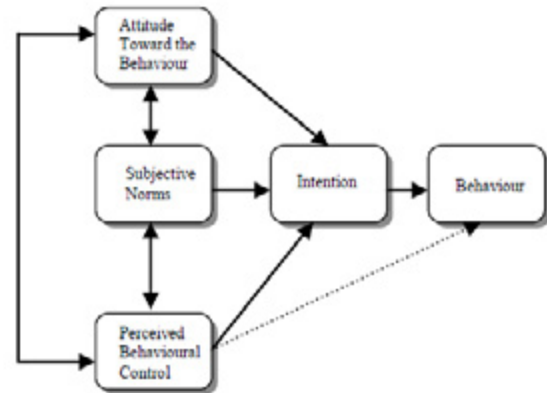 Attitude
Toward the
Behaviour
Subjective
Norms
Intention
Behaviour
Perceived
Behavioural
Control